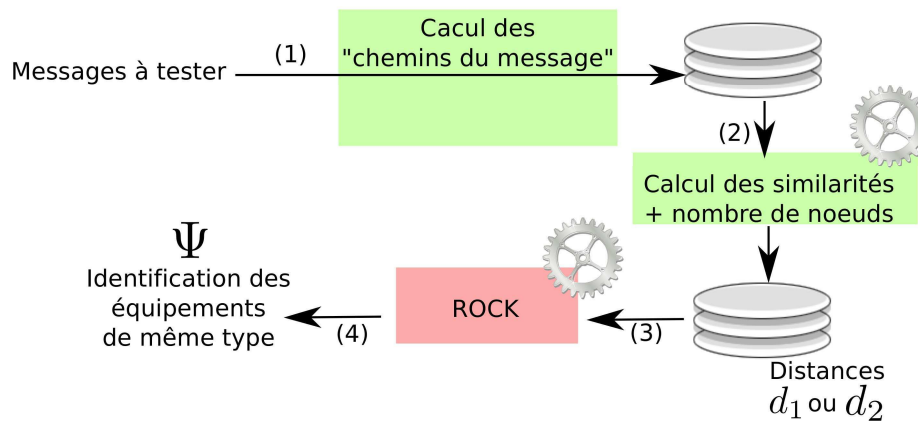 Messages à tester
(1)
Cacul des
"chemins du message"
(2)
Calcul des similarités
+ nombre de noeuds
Ψ
Identification des
équipements
de même type
(4)
ROCK
(3)
Distances
d1 ou d2